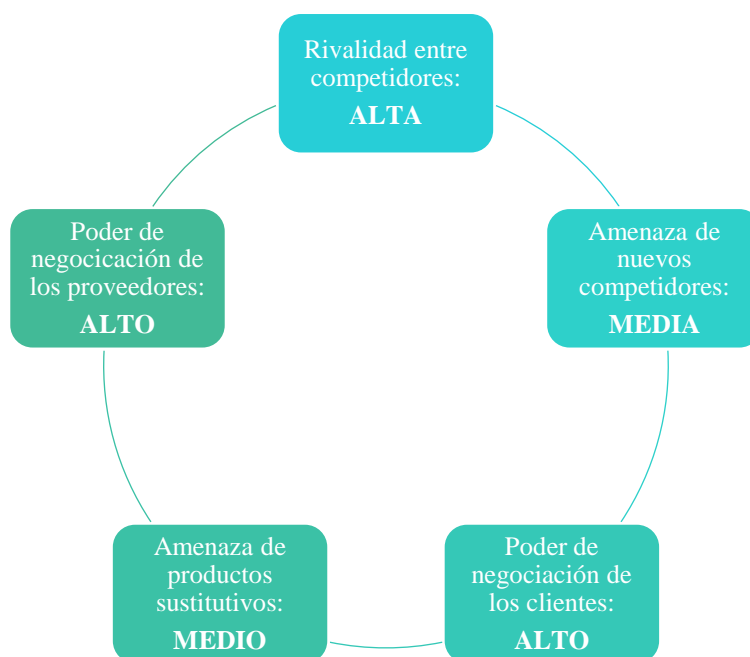 Rivalidad entre
competidores:
ALTA
Amenaza de
nuevos
competidores:
MEDIA
Poder de
negociación de
los clientes:
ALTO
Amenaza de
productos
sustitutivos:
MEDIO
Poder de
negocicación de
los proveedores:
ALTO